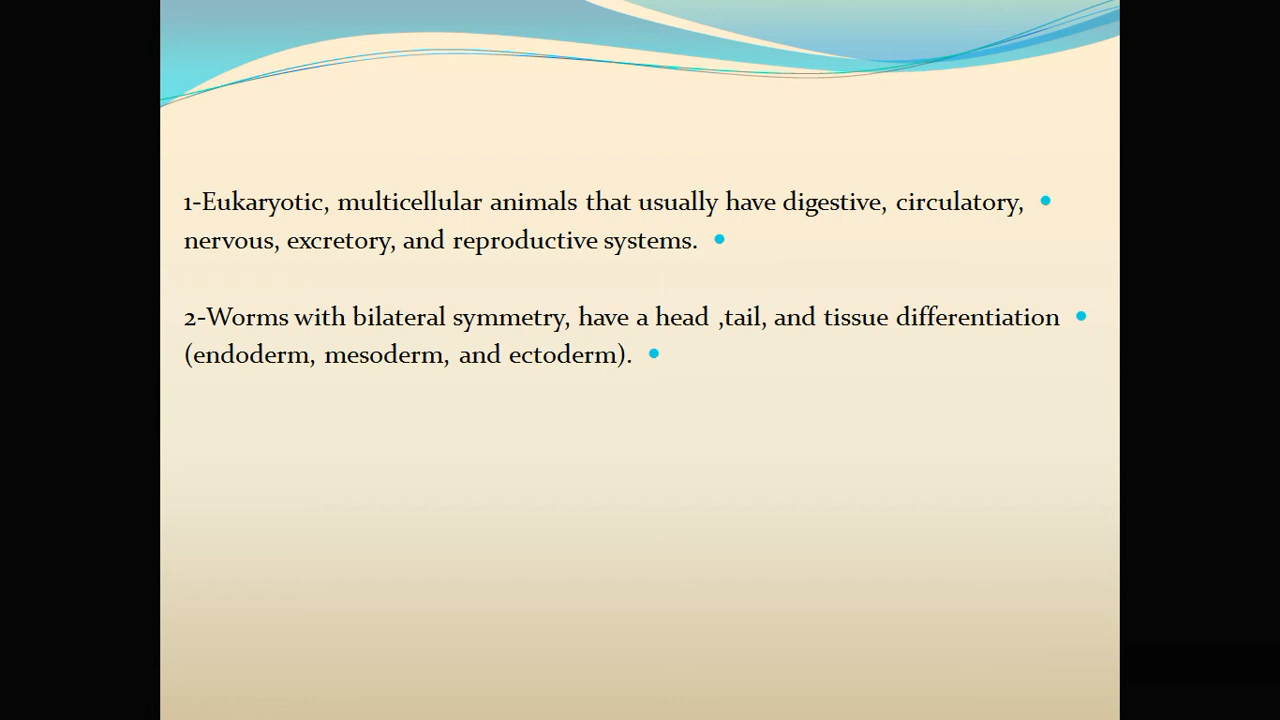 1-Eukaryotic, multicellular animals that usually have digestive, circulatory,
nervous, excretory, and reproductive systems.
2-Worms with bilateral symmetry, have a head ,tail, and tissue differentiation
(endoderm, mesoderm, and ectoderm).